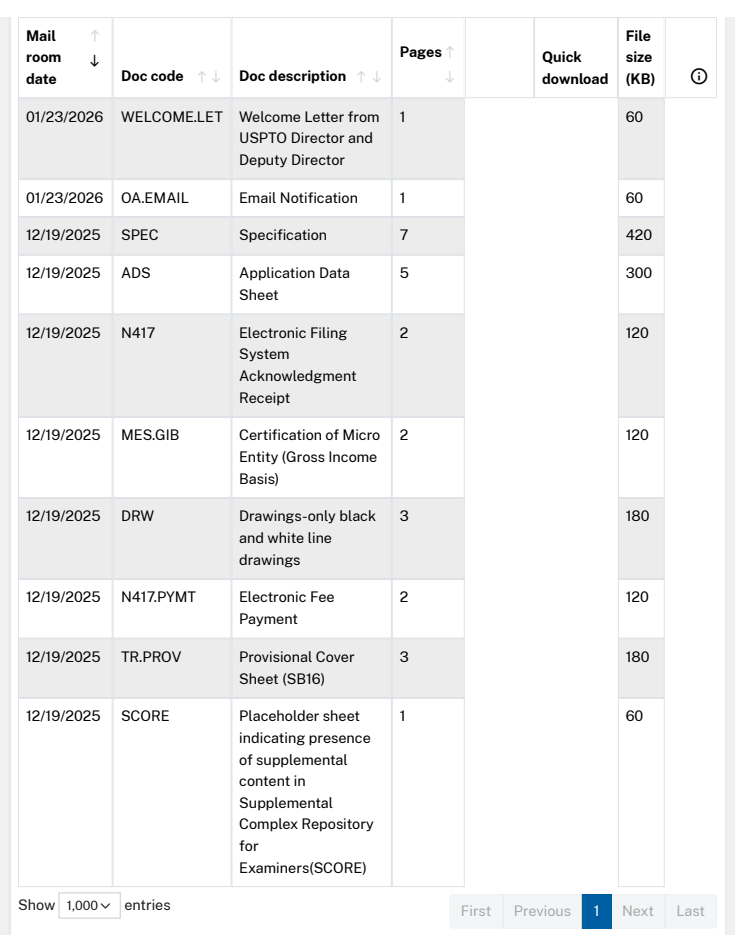 Mail room date Doc code Doc description Pages Quick download File size (KB)
01/23/2026 WELCOME.LET Welcome Letter from 1 60
USPTO Director and
Deputy Director
01/23/2026 OA.EMAIL Email Notification 1 60
12/19/2025 SPEC Specification 7 420
12/19/2025 ADS Application Data 5 300
Sheet
12/19/2025 N417 Electronic Filing 2 120
System
Acknowledgment
Receipt
12/19/2025 MES.GIB Certification of Micro 2 120
Entity (Gross Income
Basis)
12/19/2025 DRW Drawings-only black 3 180
and white line
drawings
12/19/2025 N417.PYMT Electronic Fee 2 120
Payment
12/19/2025 TR.PROV Provisional Cover 3 180
Sheet (SB16)
12/19/2025 SCORE Placeholder sheet 1 60
indicating presence
of supplemental
content in
Supplemental
Complex Repository
for
Examiners(SCORE)
Show 1,000 entries First Previous 1 Next Last